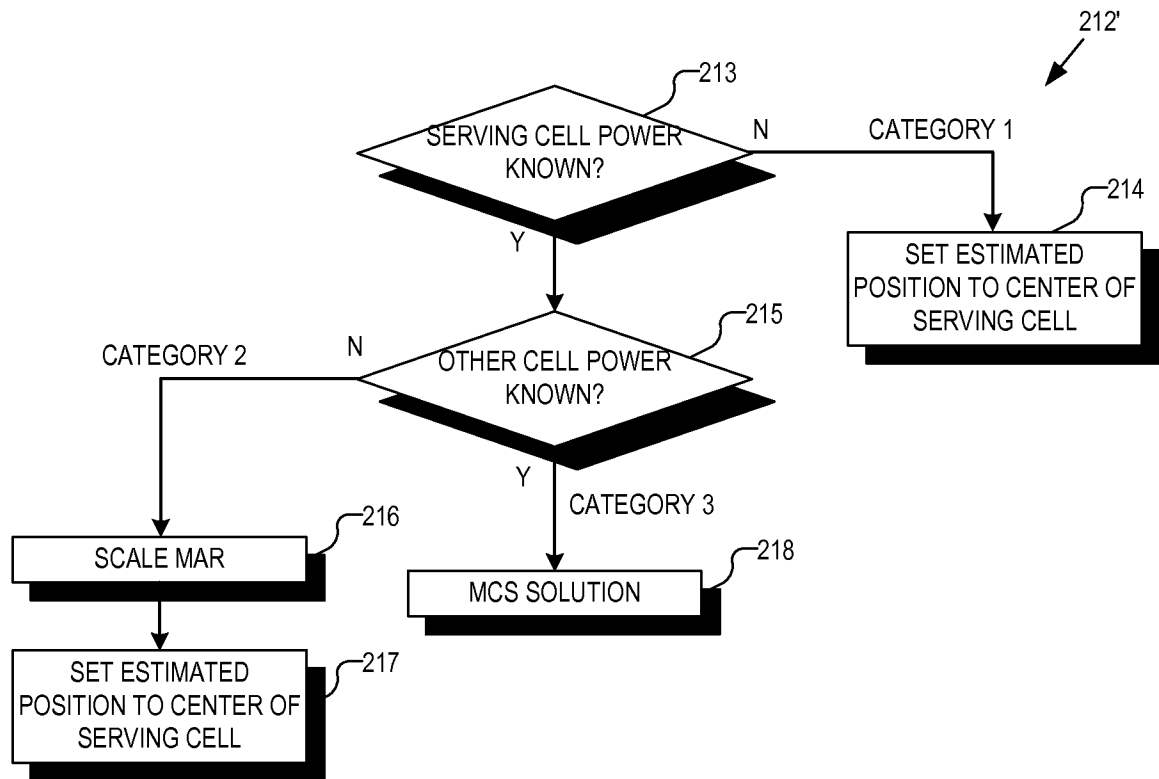 212'
213
SERVING CELL POWER
KNOWN?
N
CATEGORY 1
214
SET ESTIMATED
POSITION TO CENTER OF
SERVING CELL
Y
215
OTHER CELL POWER
KNOWN?
N
CATEGORY 2
Y
CATEGORY 3
216
SCALE MAR
218
MCS SOLUTION
217
SET ESTIMATED
POSITION TO CENTER OF
SERVING CELL